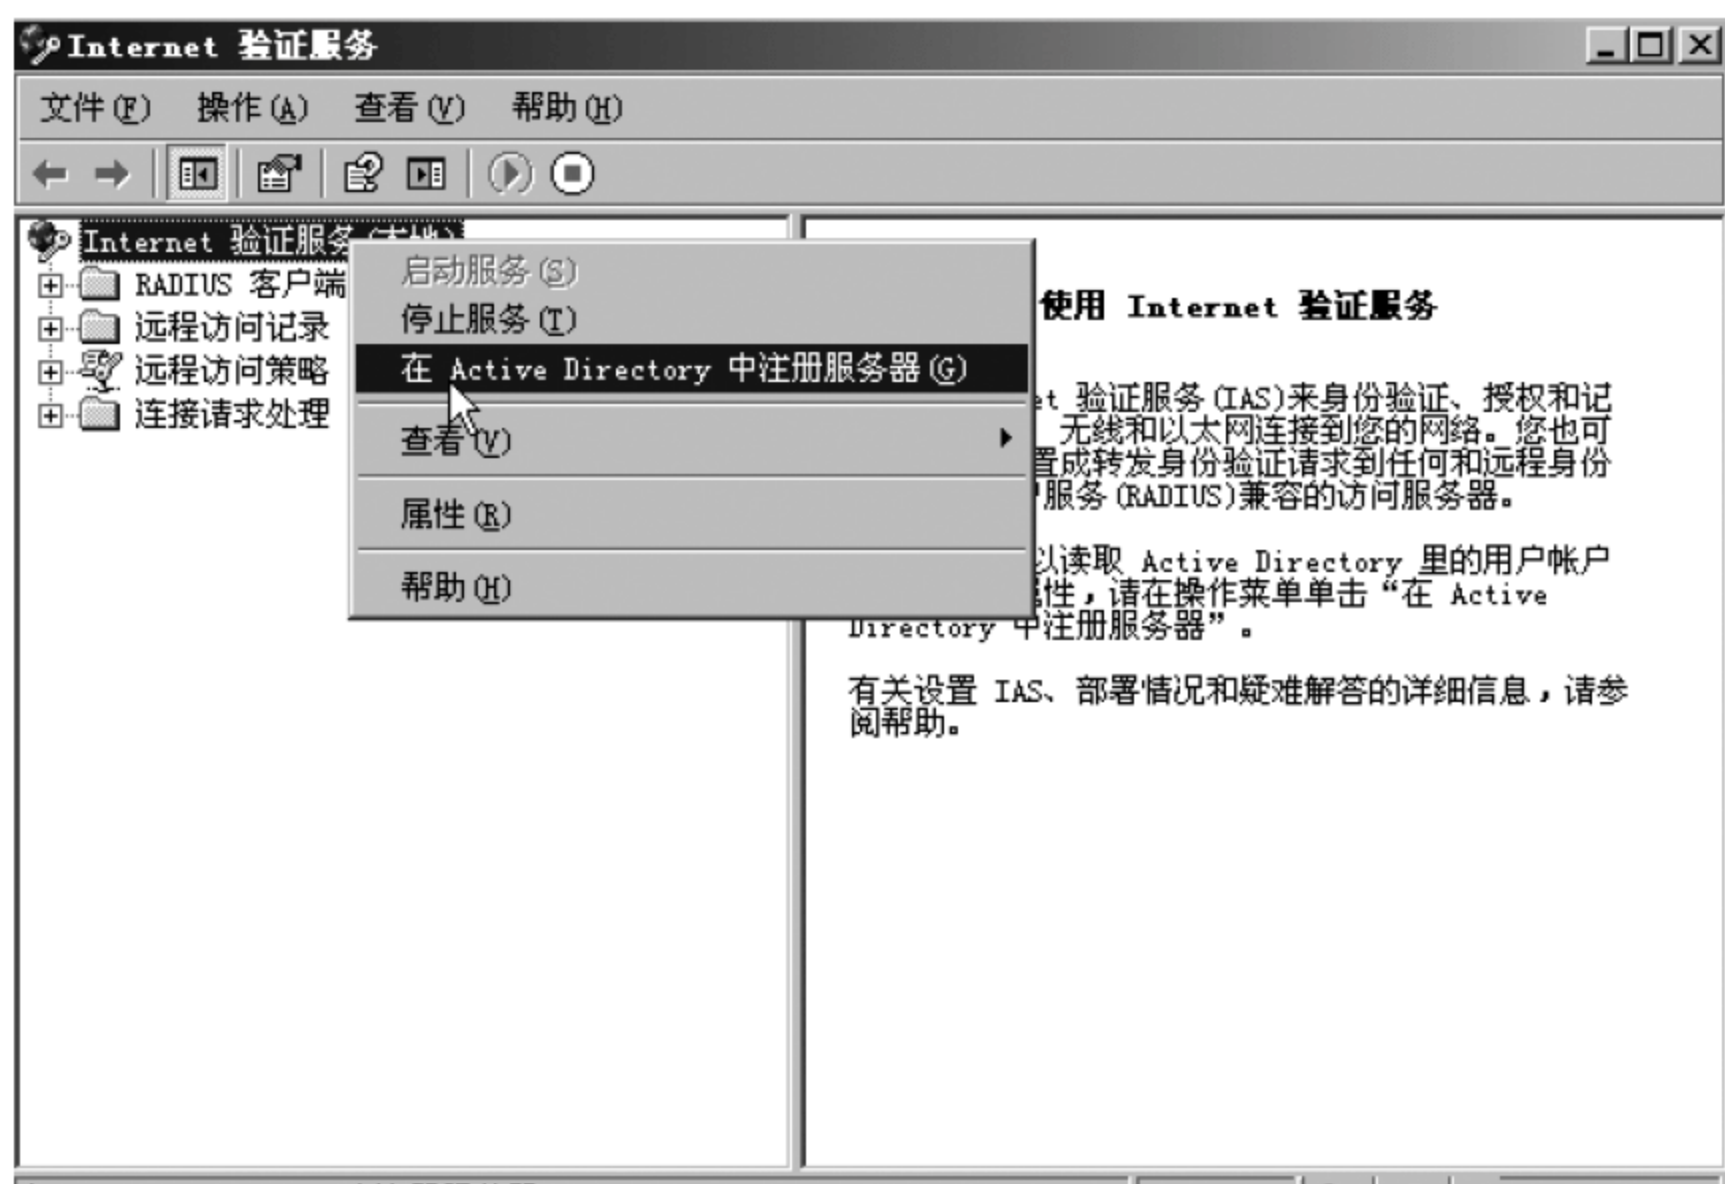 Internet 验证服务
文件(F) 操作(A) 查看(V) 帮助(H)
Internet 验证服务(本地)
RADIUS 客户端
远程访问记录
远程访问策略
连接请求处理
启动服务(S)
停止服务(T)
在 Active Directory 中注册服务器(G)
查看(V)
属性(R)
帮助(H)
使用 Internet 验证服务
验证服务(IAS)来身份验证、授权和记
无线和以太网连接到您的网络。您也可
置成转发身份验证请求到任何和远程身份
服务(RADIUS)兼容的访问服务器。
以读取 Active Directory 里的用户帐户
性，请在操作菜单单击“在 Active
Directory 中注册服务器”。
有关设置 IAS、部署情况和疑难解答的详细信息，请参
阅帮助。